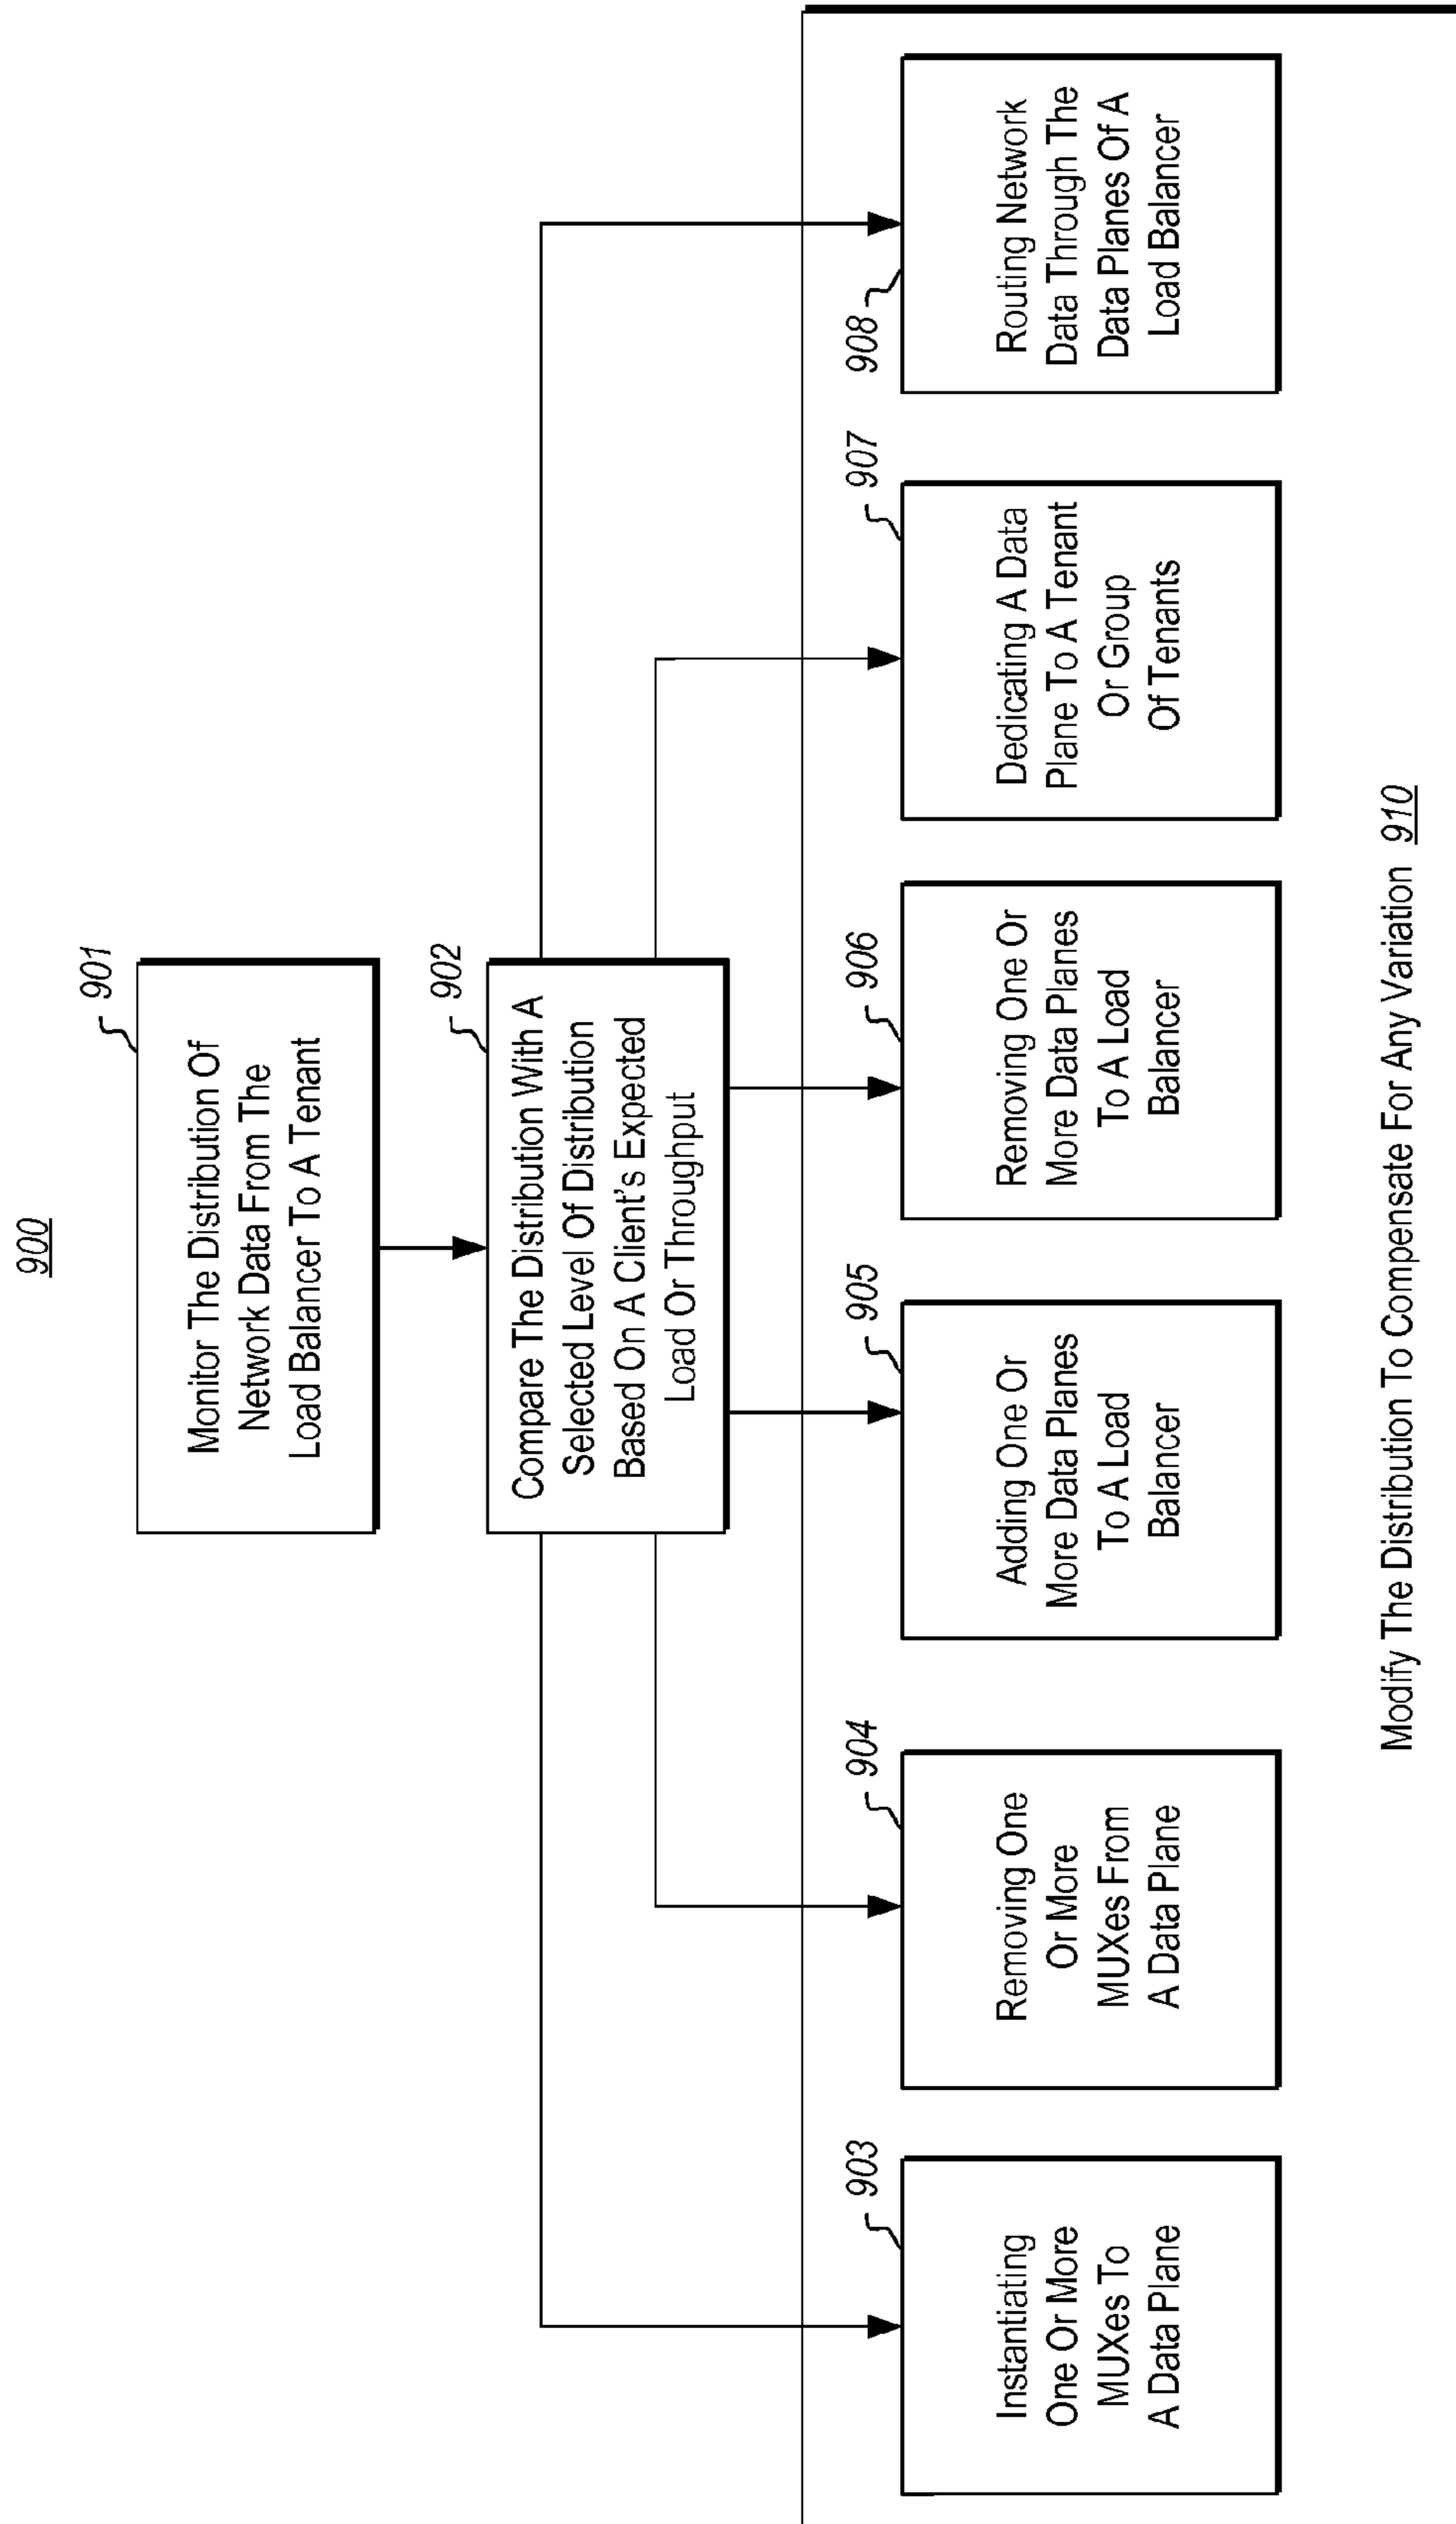 900
901
Monitor The Distribution Of
Network Data From The
Load Balancer To A Tenant
902
Compare The Distribution With A
Selected Level Of Distribution
Based On A Client's Expected
Load Or Throughput
903
Instantiating
One Or More
MUXes To
A Data Plane
904
Removing One
Or More
MUXes From
A Data Plane
905
Adding One Or
More Data Planes
To A Load
Balancer
906
Removing One Or
More Data Planes
To A Load
Balancer
907
Dedicating A Data
Plane To A Tenant
Or Group
Of Tenants
908
Routing Network
Data Through The
Data Planes Of A
Load Balancer
Modify The Distribution To Compensate For Any Variation 910